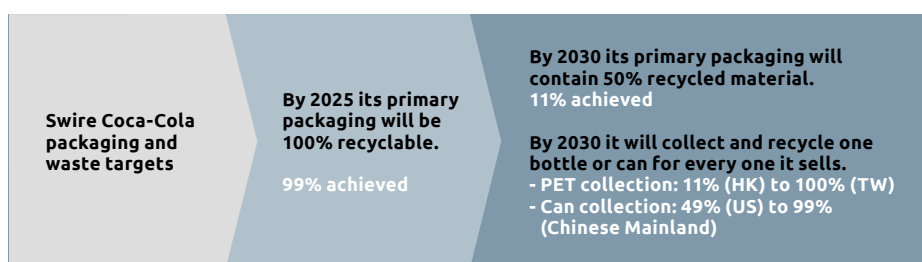 Swire Coca-Cola
packaging and
waste targets
By 2025 its primary
packaging will be
100% recyclable.
99% achieved
By 2030 its primary packaging will
contain 50% recycled material.
11% achieved
By 2030 it will collect and recycle one
bottle or can for every one it sells.
- PET collection: 11% (HK) to 100% (TW)
- Can collection: 49% (US) to 99%
(Chinese Mainland)